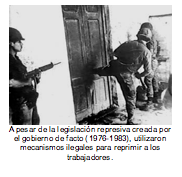 A pesar de la legislación represiva creada por
el gobierno de facto ( 1976-1983), utilizaron
mecanismos ilegales para reprimir a los
trabajadores.